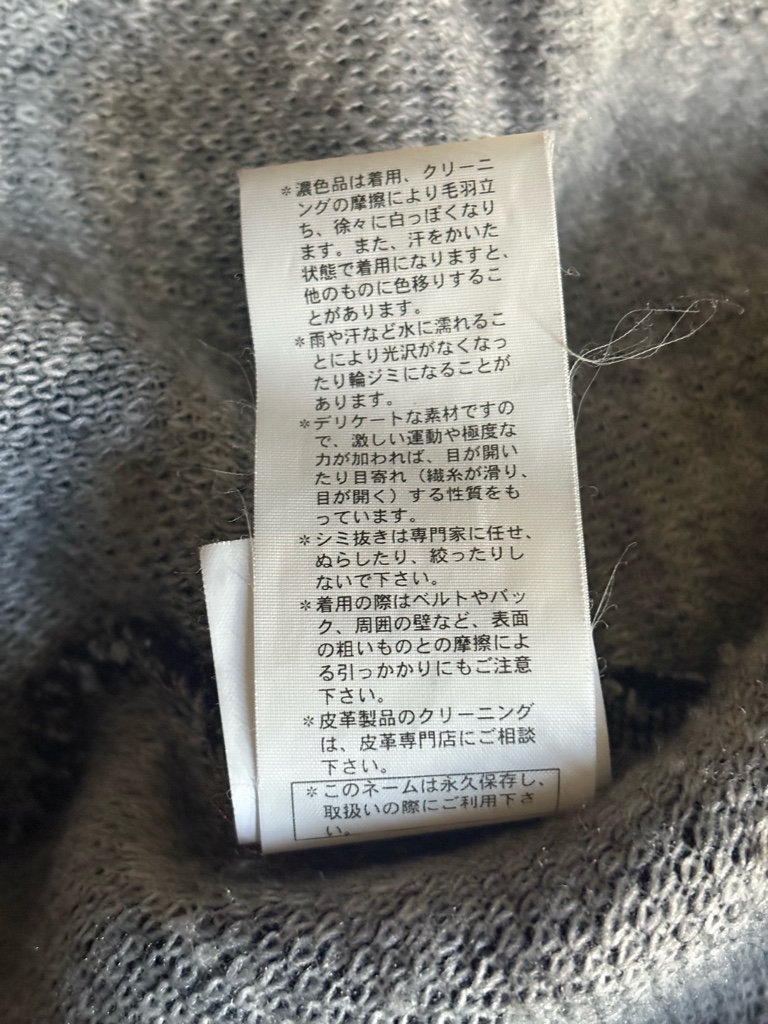 *濃色品は着用、クリーニ
ングの摩擦により毛羽立
ち、徐々に白っぽくなり
ます。また、汗をかいた
状態で着用になりますと、
他のものに色移りするこ
とがあります。
*雨や汗など水に濡れるこ
とにより光沢がなくなっ
たり輪ジミになることが
あります。
*デリケートな素材ですの
で、激しい運動や極度な
力が加われば、目が開い
たり目寄れ（繊糸が滑り、
目が開く）する性質をも
っています。
*シミ抜きは専門家に任せ、
ぬらしたり、絞ったりし
ないで下さい。
*着用の際はベルトやバッ
ク、周囲の壁など、表面
の粗いものとの摩擦によ
る引っかかりにもご注意
下さい。
*皮革製品のクリーニング
は、皮革専門店にご相談
下さい。
*このネームは永久保存し、
取扱いの際にご利用下さ
い。